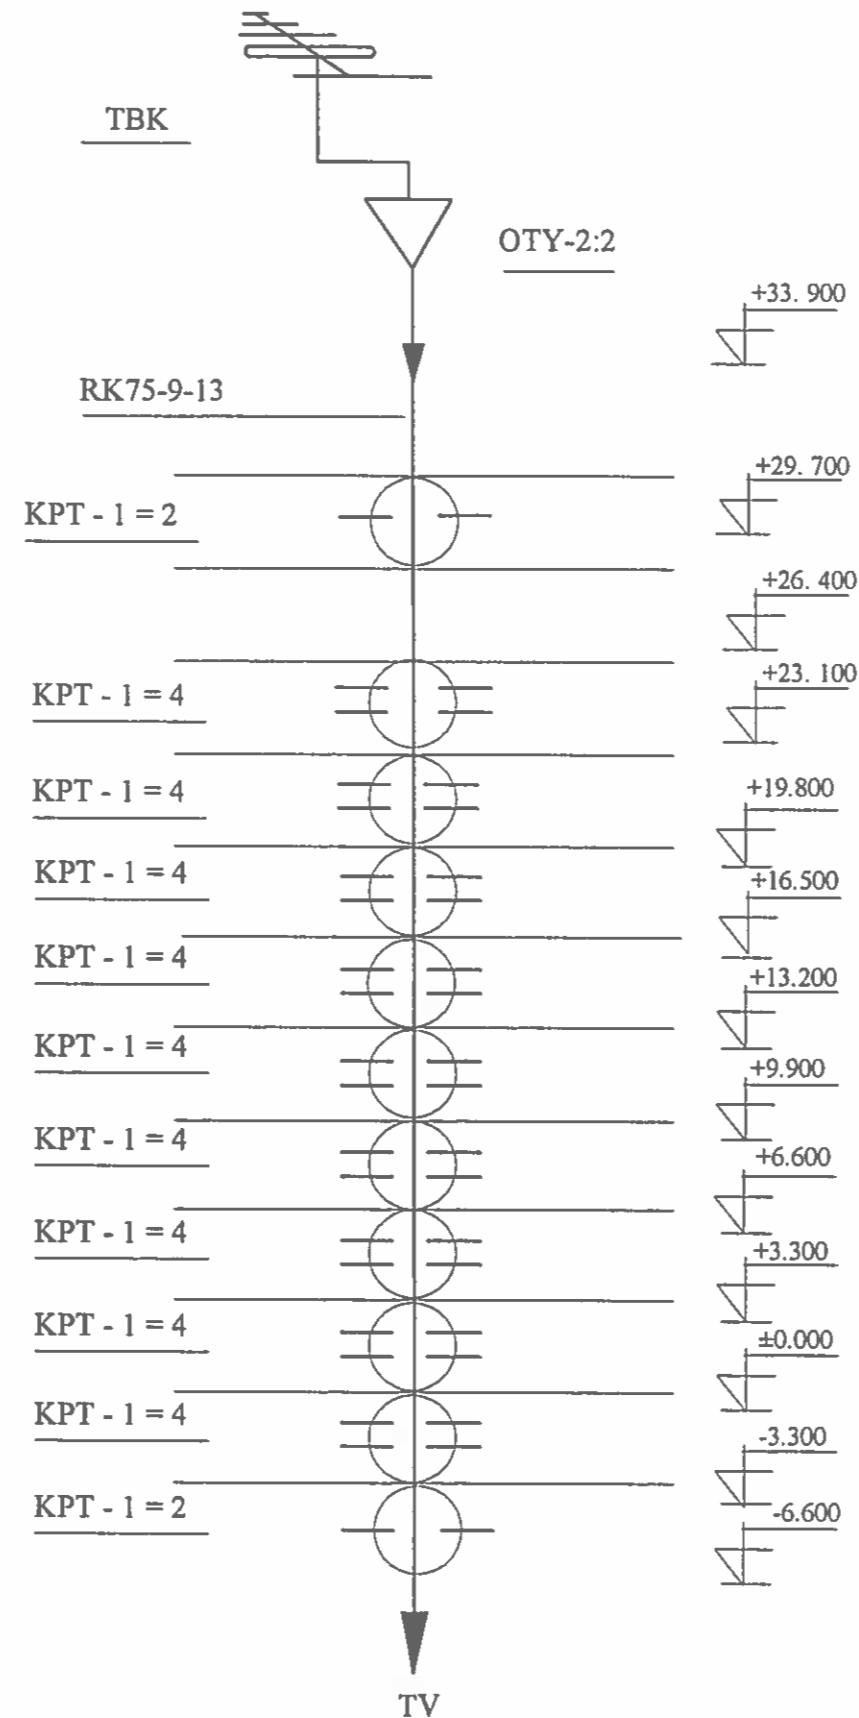 TBK
OTY-2:2
+33. 900
RK75-9-13
+29. 700
KPT - 1 = 2
+26. 400
+23. 100
KPT - 1 = 4
+19.800
KPT - 1 = 4
+16.500
KPT - 1 = 4
+13.200
KPT - 1 = 4
+9.900
KPT - 1 = 4
+6.600
KPT - 1 = 4
+3.300
KPT - 1 = 4
±0.000
KPT - 1 = 4
-3.300
KPT - 1 = 4
-6.600
KPT - 1 = 2
TV